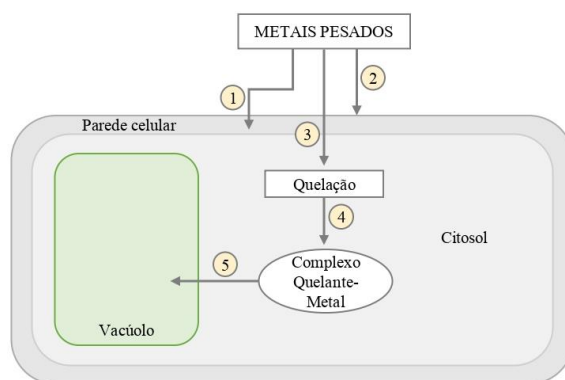 METAIS PESADOS
1
2
Parede celular
3
Quelação
4
Citosol
5
Complexo
Quelante-
Metal
Vacúolo